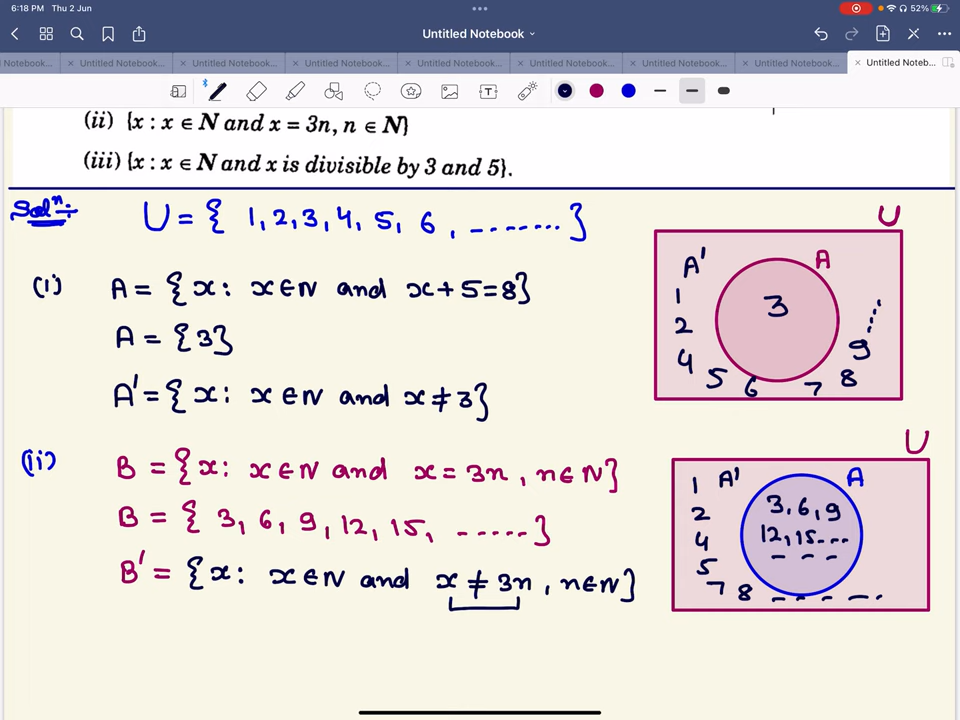 6:18 PM Thu 2 Jun
52%
Untitled Notebook
Notebook... Untitled Notebook... Untitled Notebook... Untitled Notebook... Untitled Notebook... Untitled Notebook... Untitled Notebook... Untitled Noteb...
(ii) {x : x ∈ N and x = 3n, n ∈ N}
(iii) {x : x ∈ N and x is divisible by 3 and 5}.
Solⁿ:-
U = { 1, 2, 3, 4, 5, 6, ........ }
(i) A = { x : x ∈ N and x + 5 = 8 }
A = { 3 }
A' = { x : x ∈ N and x ≠ 3 }
U
A' A
1 3
2
4 5 6 7 8 9 .....
(ii) B = { x : x ∈ N and x = 3n , n ∈ N }
B = { 3, 6, 9, 12, 15, ...... }
B' = { x : x ∈ N and x ≠ 3n , n ∈ N }
U
1 A' A
2 3, 6, 9
4 12, 15 ...
5 - - -
7 8 - - - - .